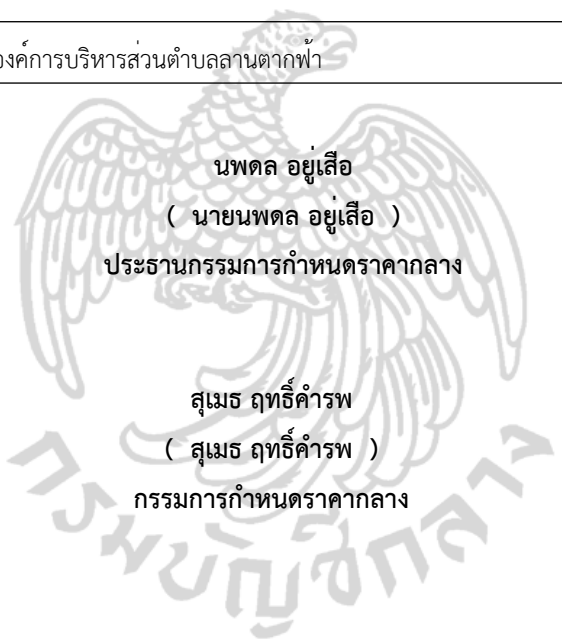 องค์การบริหารส่วนตำบลลานตากฟ้า
นพดล อยู่เสือ
( นายนพดล อยู่เสือ )
ประธานกรรมการกำหนดราคากลาง
สุเมธ ฤทธิ์คำรพ
( สุเมธ ฤทธิ์คำรพ )
กรรมการกำหนดราคากลาง
กรมบัญชีกลาง